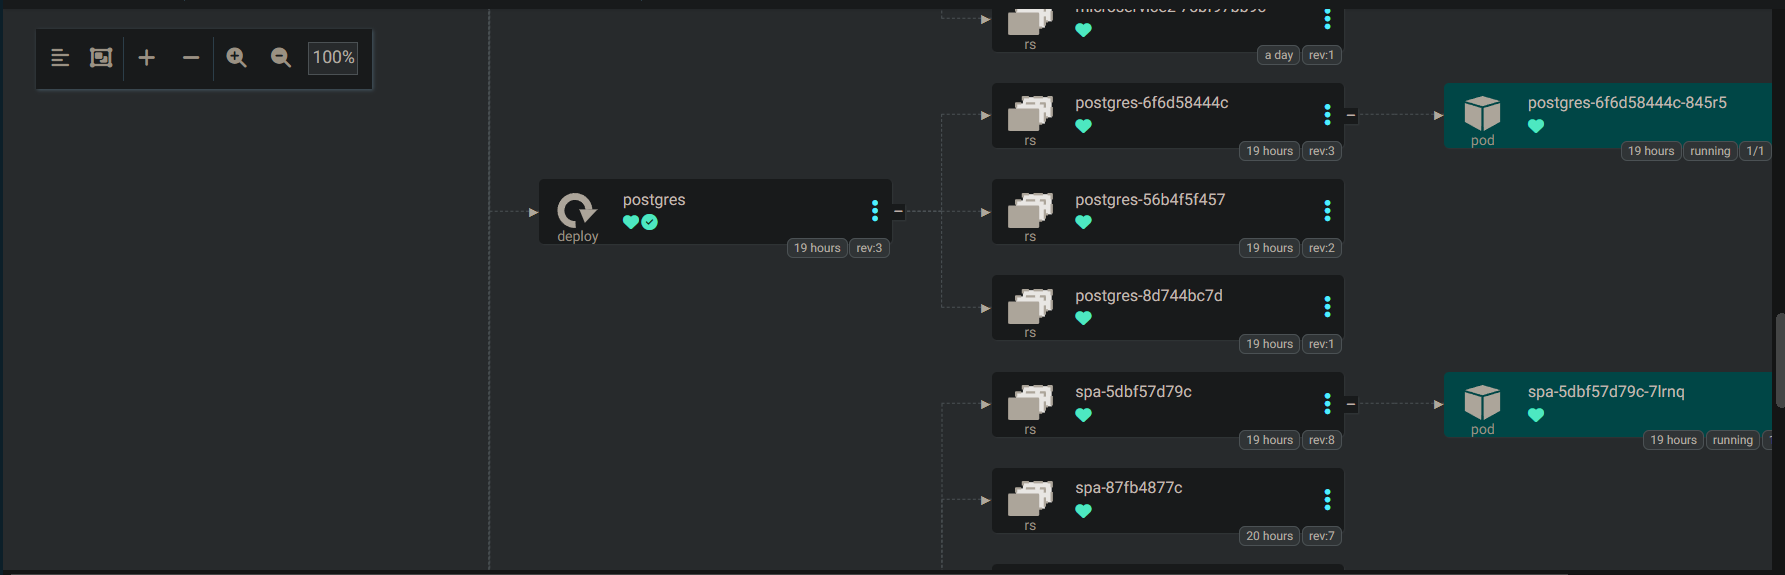 100%
rs
a day rev:1
postgres-6f6d58444c
rs
19 hours rev:3
postgres-6f6d58444c-845r5
pod
19 hours running 1/1
postgres
deploy
19 hours rev:3
postgres-56b4f5f457
rs
19 hours rev:2
postgres-8d744bc7d
rs
19 hours rev:1
spa-5dbf57d79c
rs
19 hours rev:8
spa-5dbf57d79c-7lrnq
pod
19 hours running
spa-87fb4877c
rs
20 hours rev:7